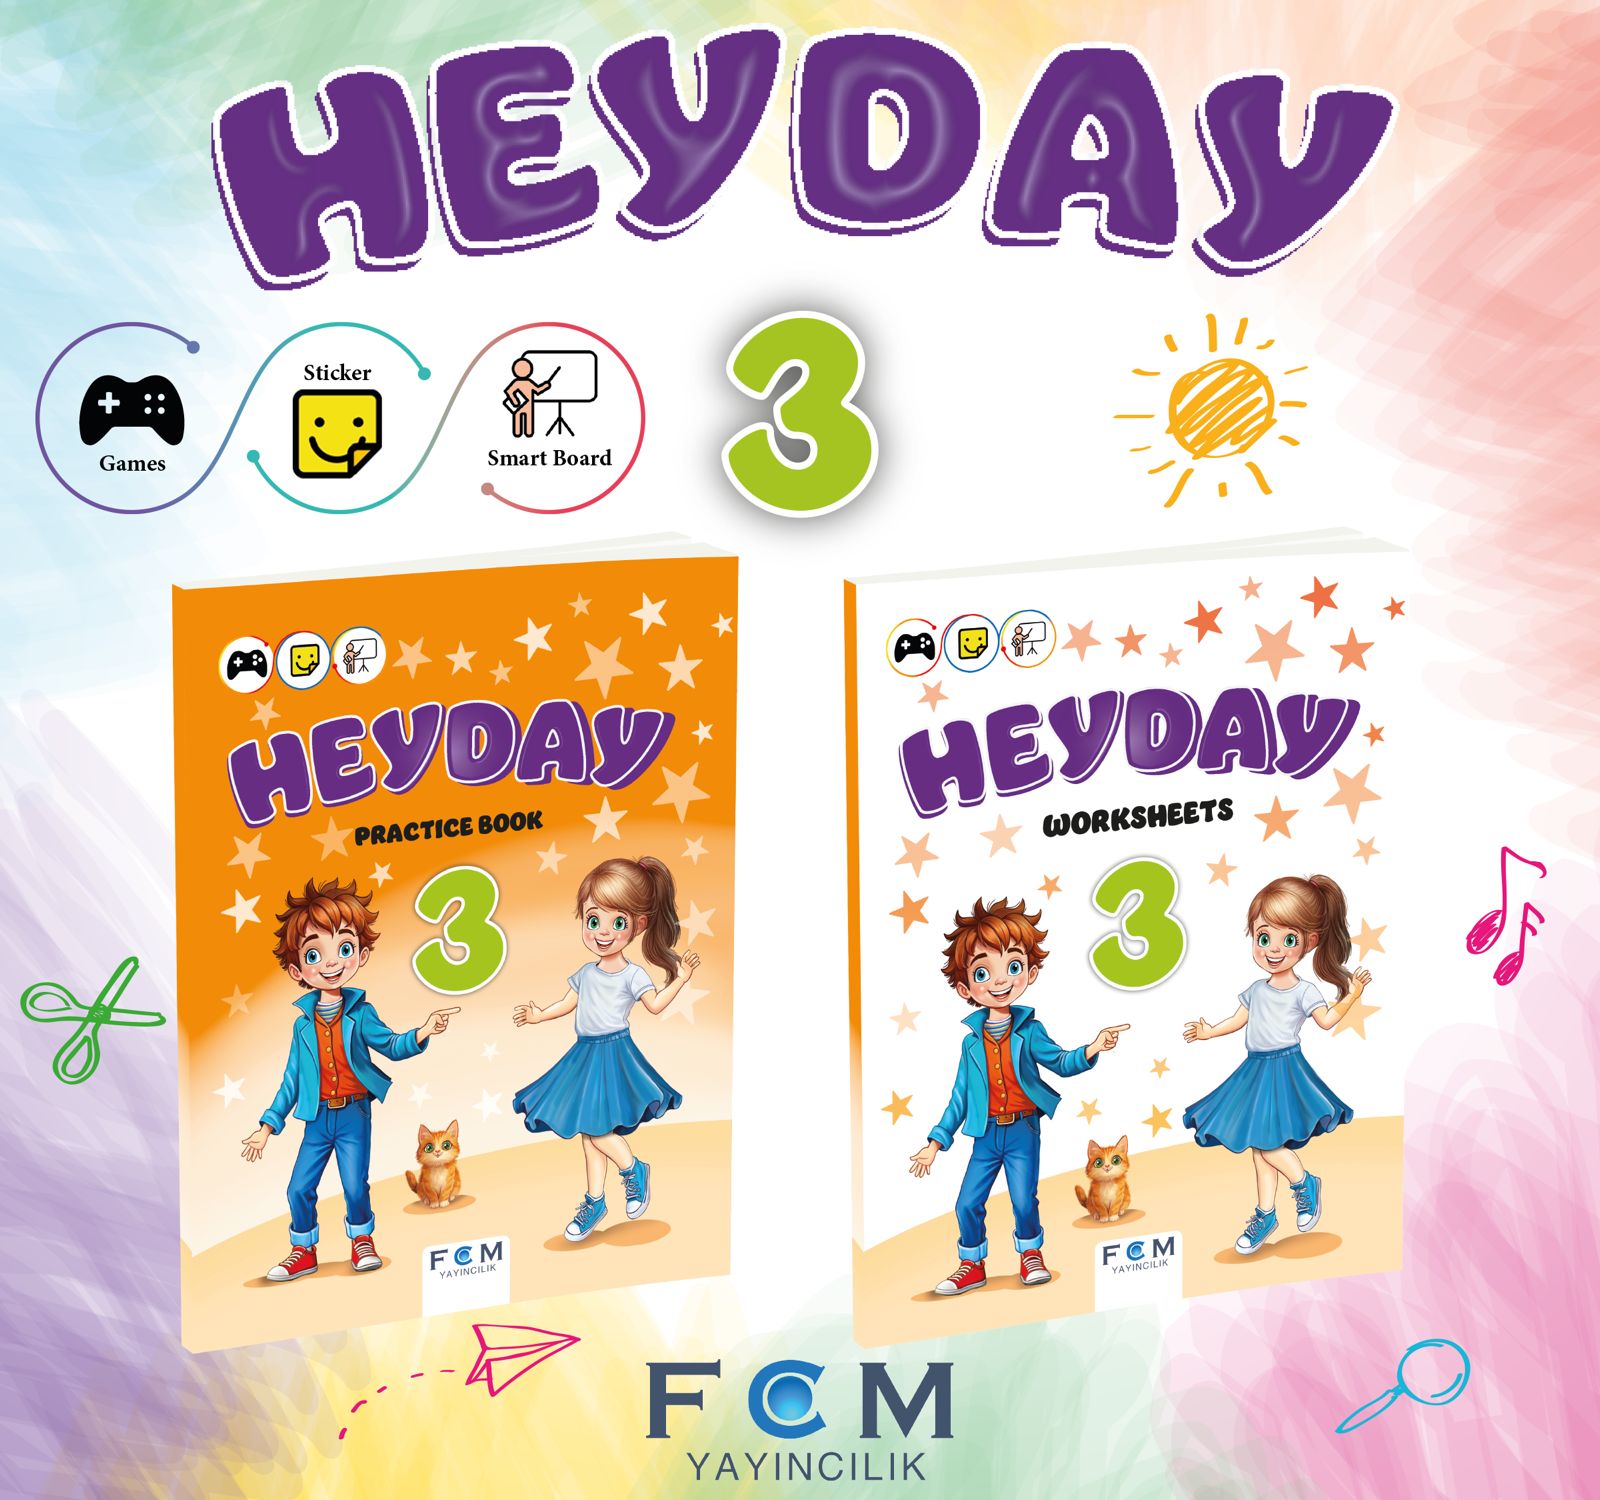 HEYDAY
3
Games
Sticker
Smart Board
HEYDAY
PRACTICE BOOK
3
FCM
YAYINCILIK
HEYDAY
WORKSHEETS
3
FCM
YAYINCILIK
FCM
YAYINCILIK